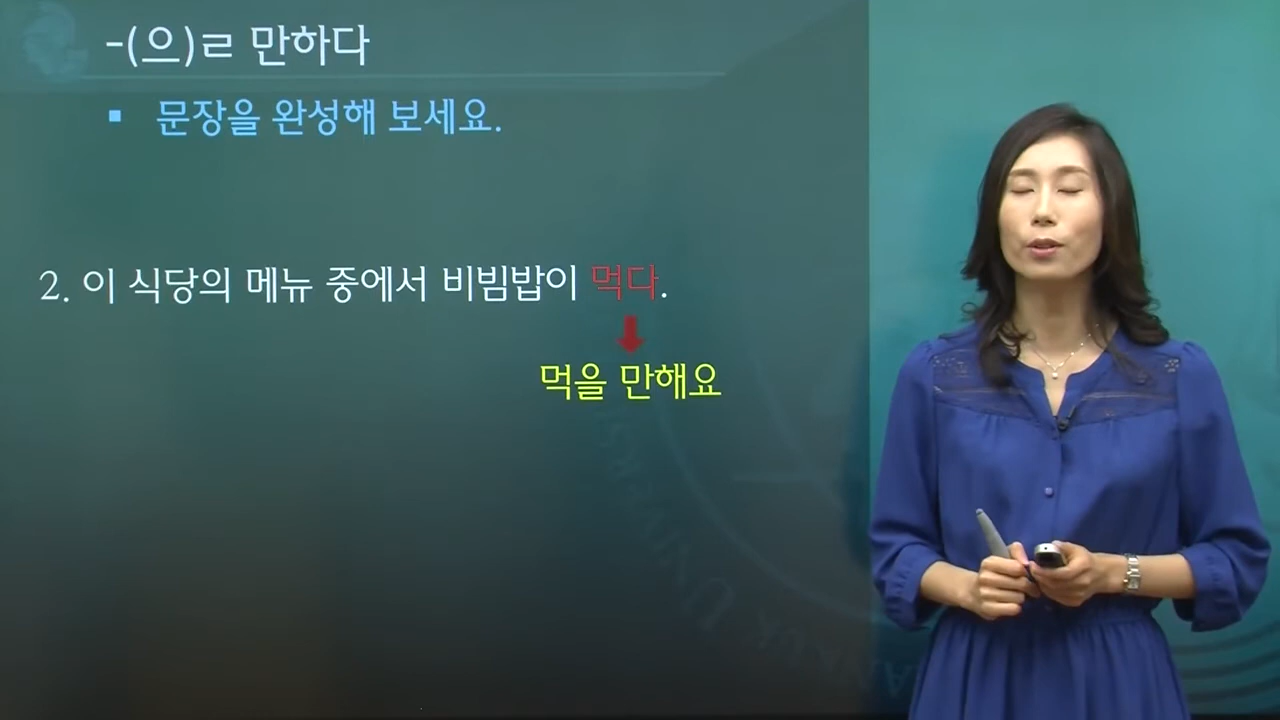 -(으)ㄹ 만하다
▪ 문장을 완성해 보세요.
2. 이 식당의 메뉴 중에서 비빔밥이 먹다.
먹을 만해요